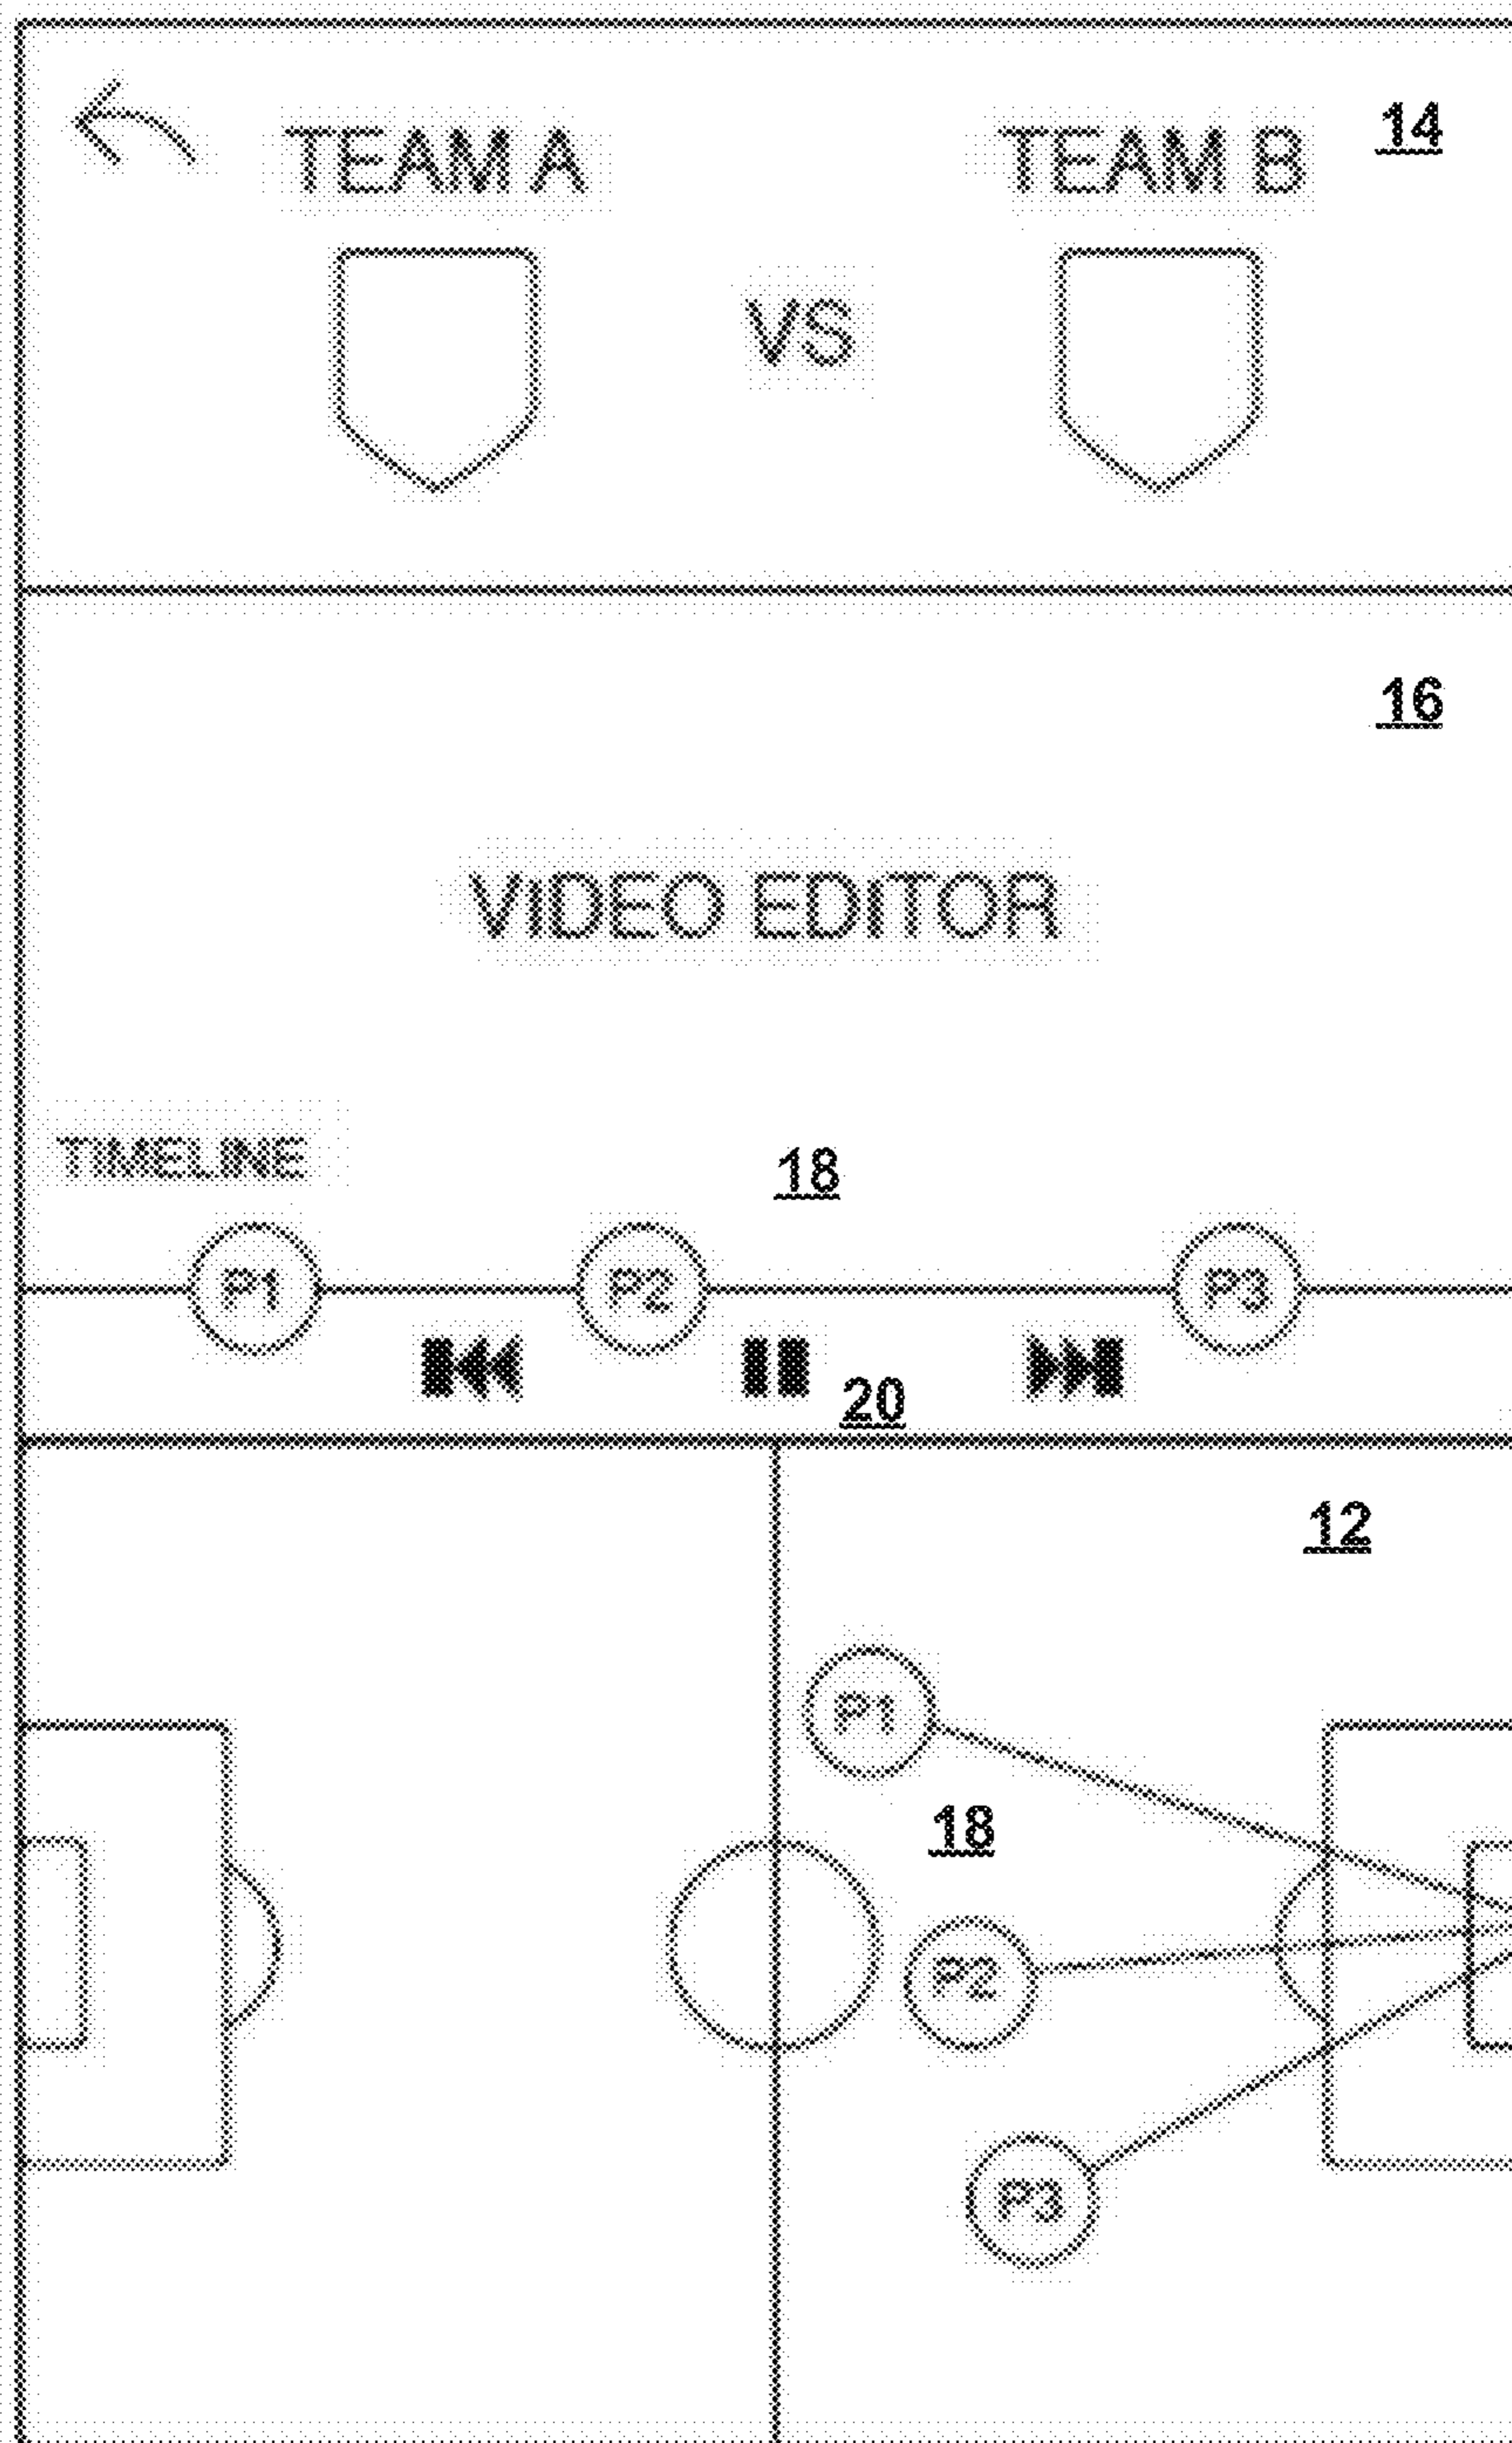 14
TEAM A TEAM B
VS
16
VIDEO EDITOR
TIMELINE
18
P1 P2 P3
20
12
P1
18
P2
P3